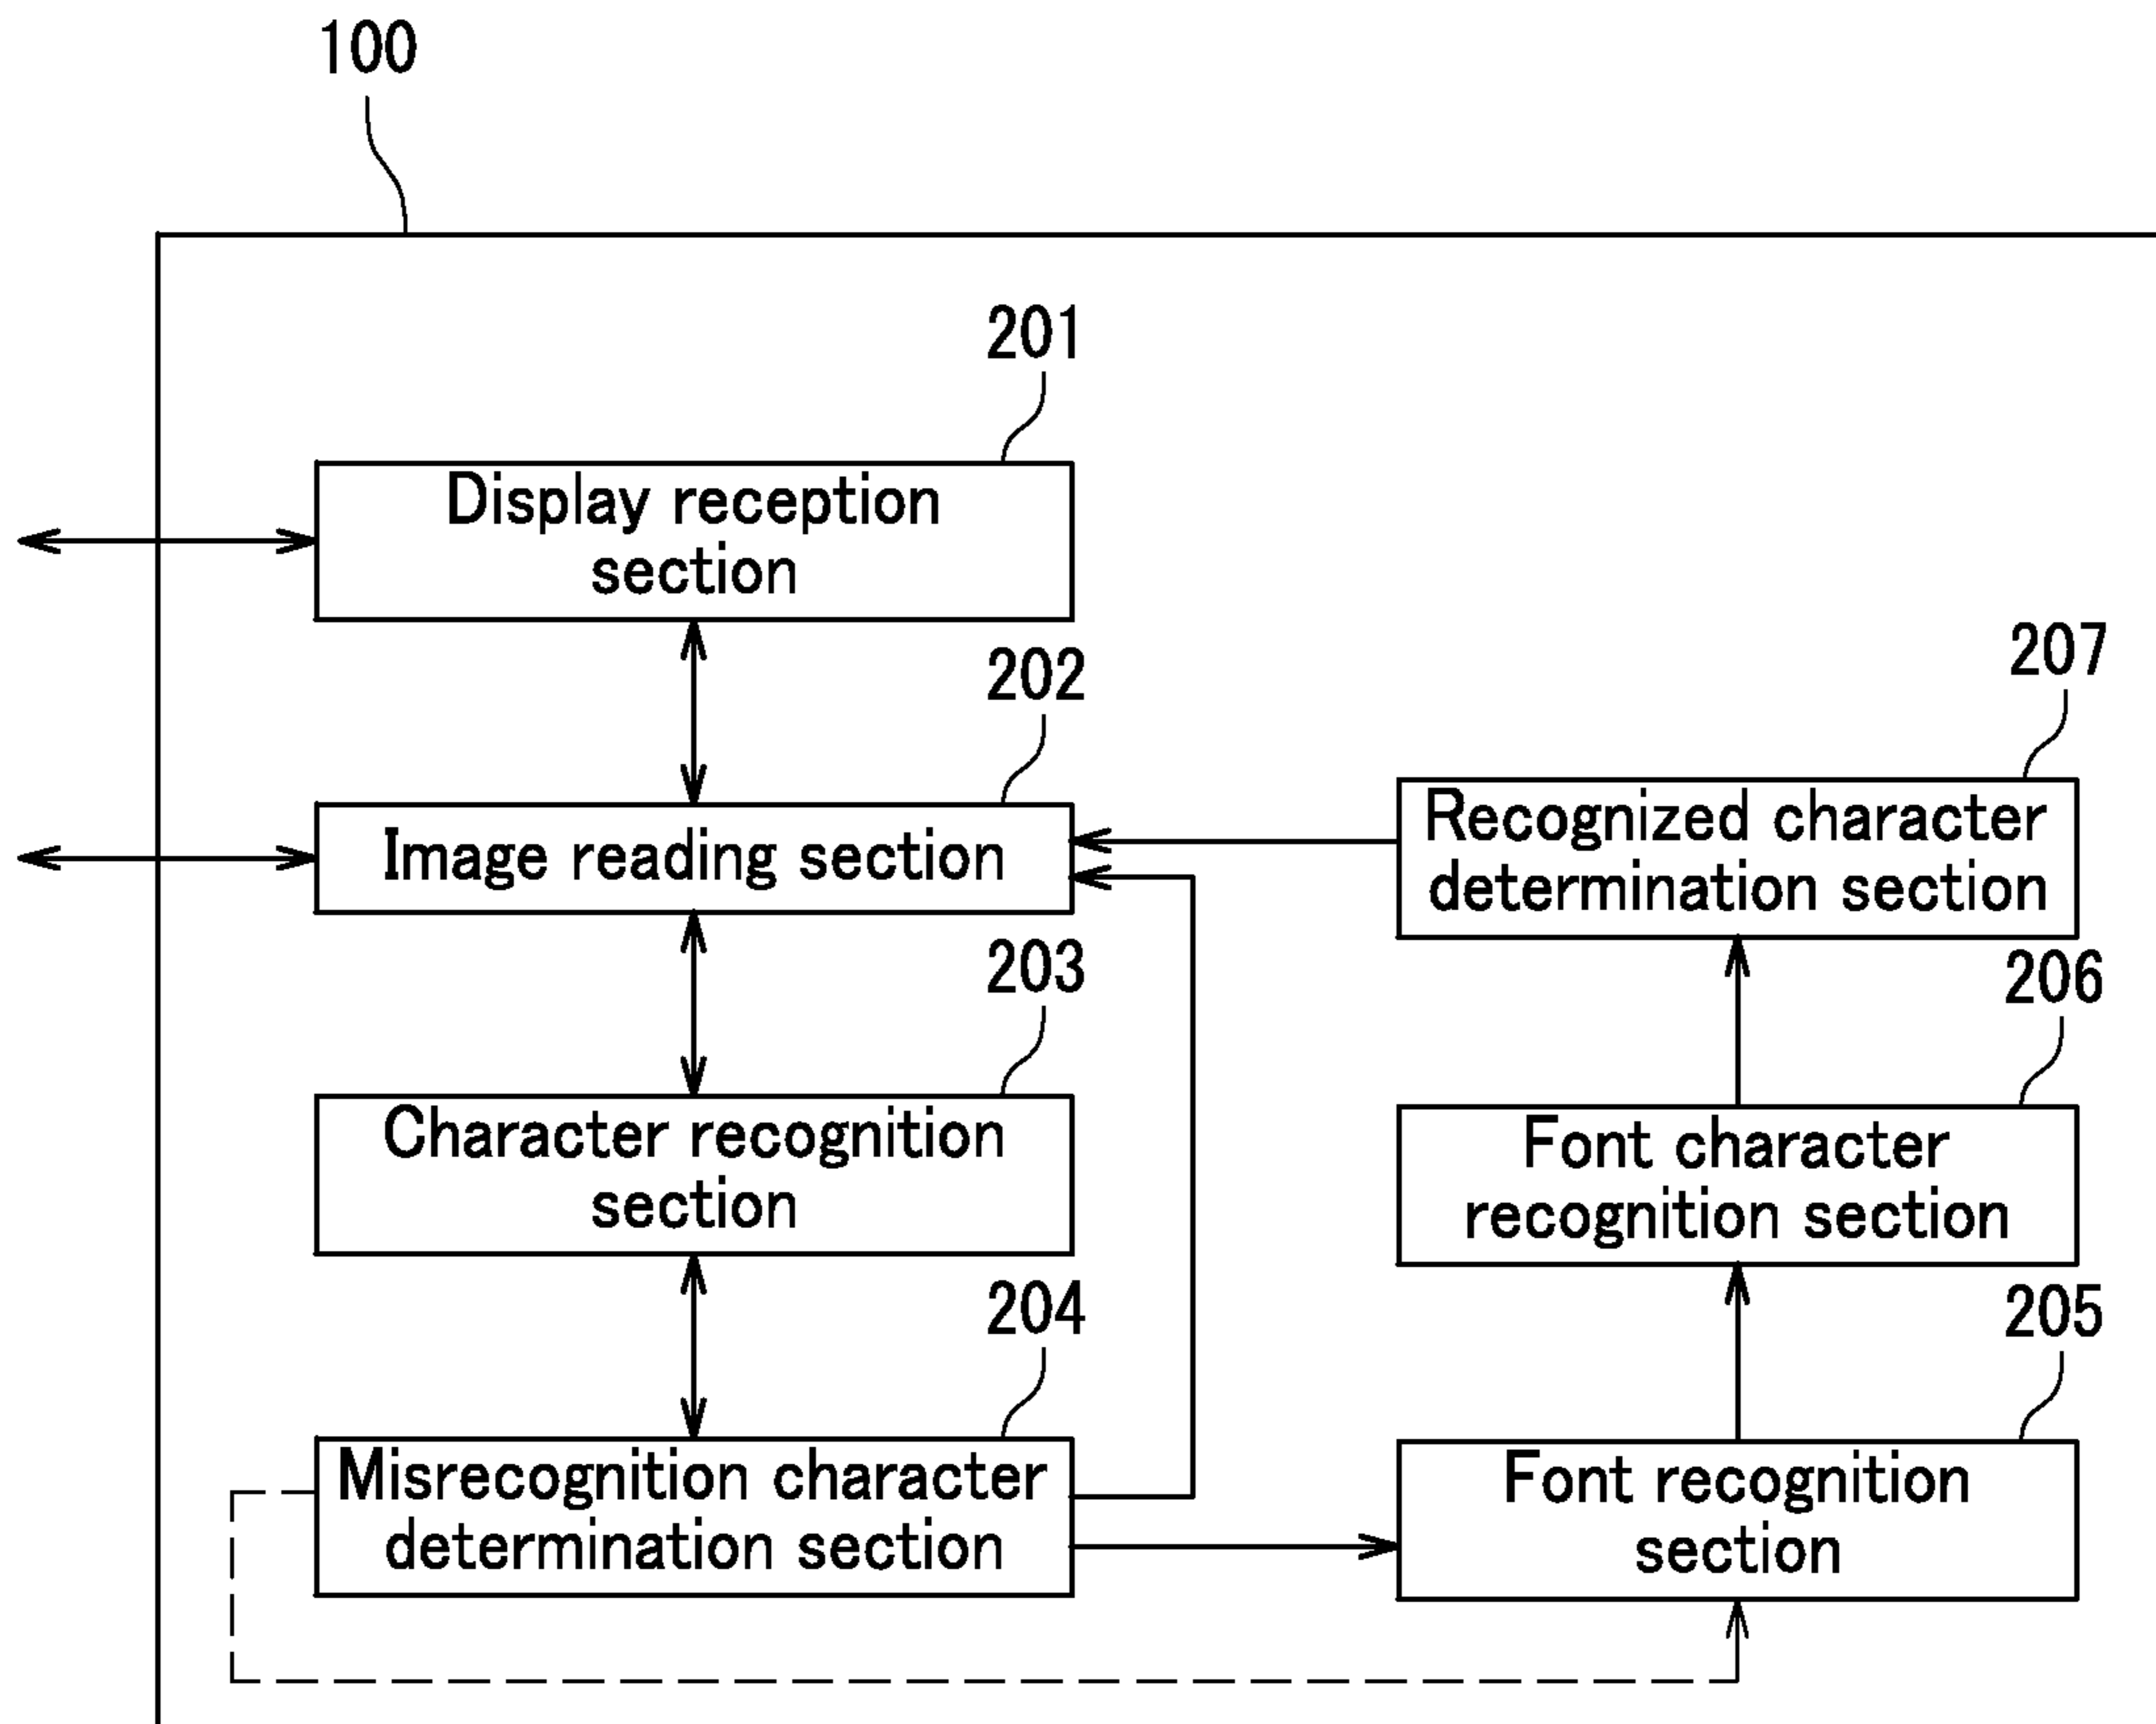 100
201
Display reception
section
202
Image reading section
203
Character recognition
section
204
Misrecognition character
determination section
207
Recognized character
determination section
206
Font character
recognition section
205
Font recognition
section